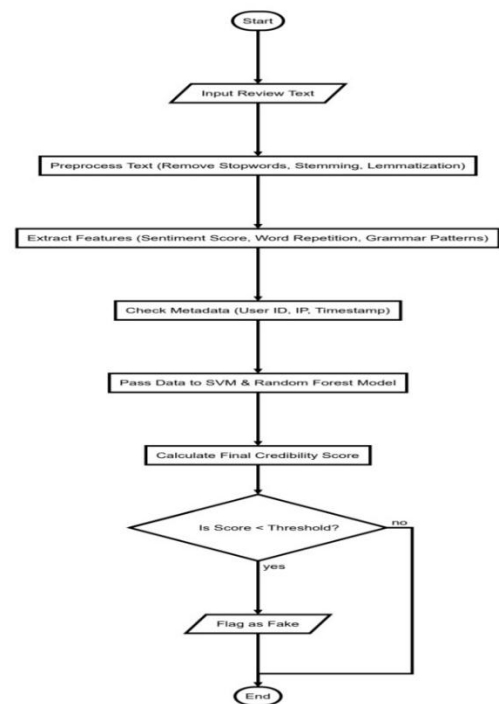 Start
Input Review Text
Preprocess Text (Remove Stopwords, Stemming, Lemmatization)
Extract Features (Sentiment Score, Word Repetition, Grammar Patterns)
Check Metadata (User ID, IP, Timestamp)
Pass Data to SVM & Random Forest Model
Calculate Final Credibility Score
Is Score < Threshold?
no
yes
Flag as Fake
End